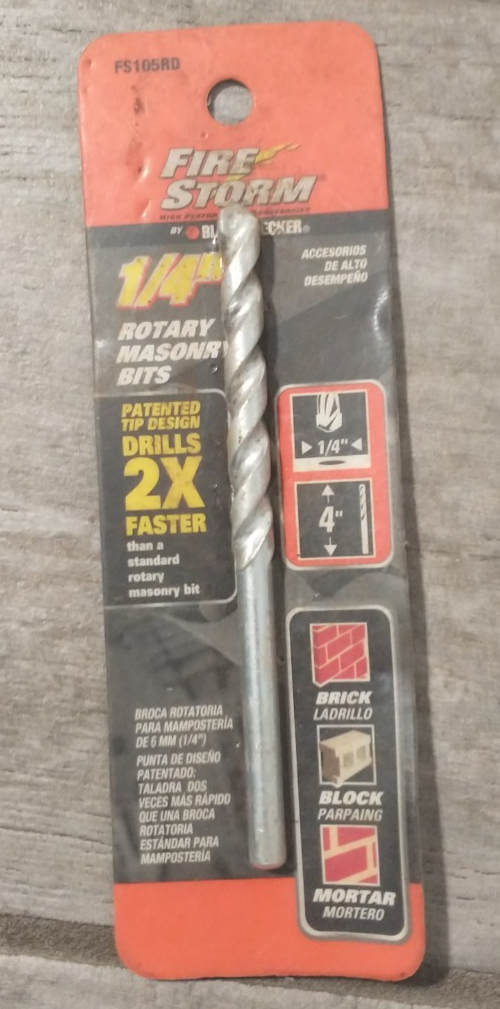 FS105RD
FIRE
STORM™
HIGH
BY
ECKER®
1/4"
ACCESORIOS
DE ALTO
DESEMPEÑO
ROTARY
MASONRY
BITS
PATENTED
TIP DESIGN
DRILLS
2X
FASTER
than a
standard
rotary
masonry bit
1/4"
4"
BRICK
LADRILLO
BLOCK
PARPAING
MORTAR
MORTERO
BROCA ROTATORIA
PARA MAMPOSTERÍA
DE 6 MM (1/4")
PUNTA DE DISEÑO
PATENTADO:
TALADRA DOS
VECES MÁS RÁPIDO
QUE UNA BROCA
ROTATORIA
ESTÁNDAR PARA
MAMPOSTERÍA